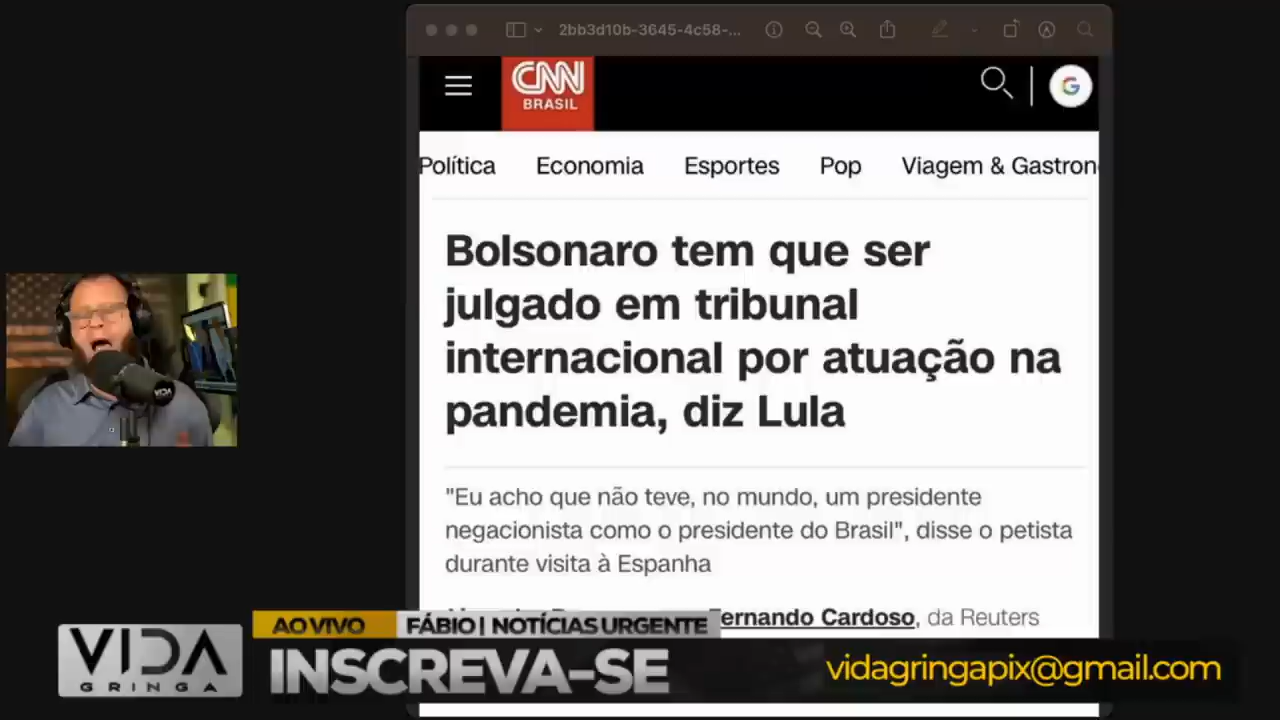 2bb3d10b-3645-4c58-...
CNN
BRASIL
G
Política Economia Esportes Pop Viagem & Gastron
Bolsonaro tem que ser
julgado em tribunal
internacional por atuação na
pandemia, diz Lula
"Eu acho que não teve, no mundo, um presidente
negacionista como o presidente do Brasil", disse o petista
durante visita à Espanha
Fernando Cardoso, da Reuters
AO VIVO FÁBIO | NOTÍCIAS URGENTE
VIDA
GRINGA
INSCREVA-SE
vidagringapix@gmail.com
VIDA